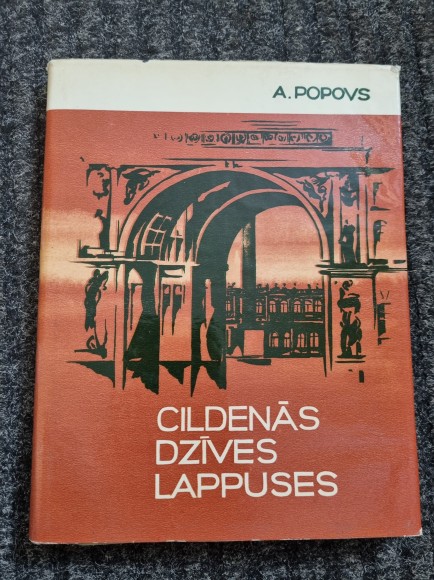 A. POPOVS
CILDENĀS
DZĪVES
LAPPUSES